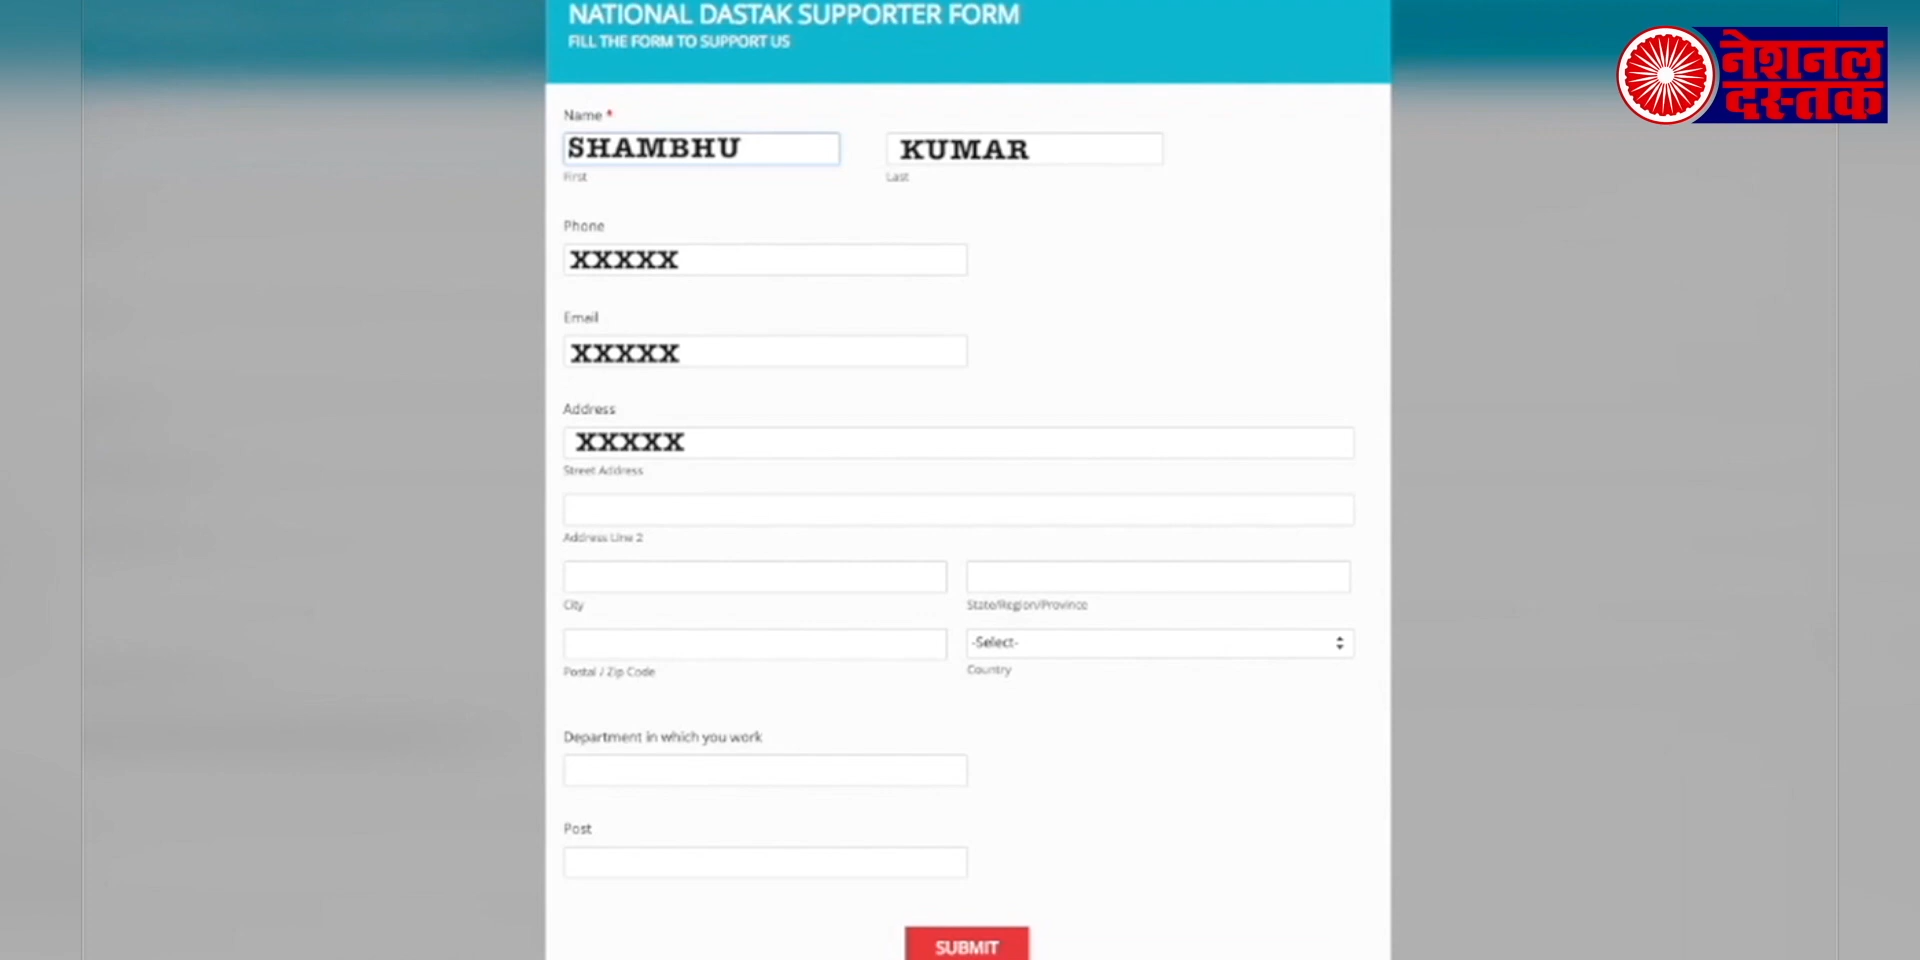 NATIONAL DASTAK SUPPORTER FORM
FILL THE FORM TO SUPPORT US
नेशनल
दस्तक
Name *
SHAMBHU KUMAR
First Last
Phone
XXXXX
Email
XXXXX
Address
XXXXX
Street Address
Address Line 2
City State/Region/Province
-Select-
Postal / Zip Code Country
Department in which you work
Post
SUBMIT